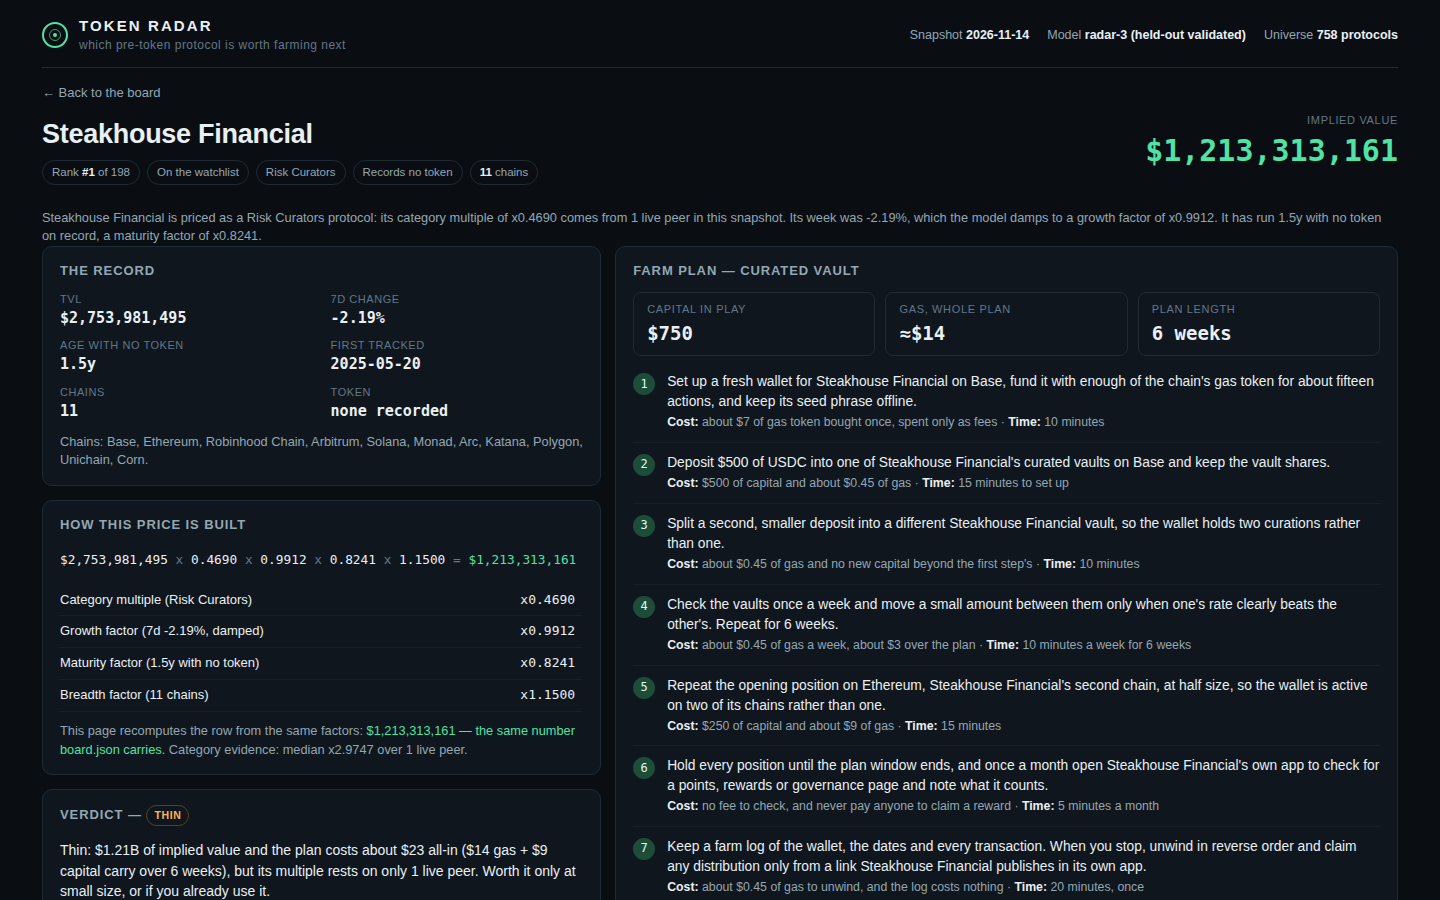 TOKEN RADAR
which pre-token protocol is worth farming next
Snapshot 2026-11-14 Model radar-3 (held-out validated) Universe 758 protocols
← Back to the board
Steakhouse Financial
IMPLIED VALUE
$1,213,313,161
Rank #1 of 198 On the watchlist Risk Curators Records no token 11 chains
Steakhouse Financial is priced as a Risk Curators protocol: its category multiple of x0.4690 comes from 1 live peer in this snapshot. Its week was -2.19%, which the model damps to a growth factor of x0.9912. It has run 1.5y with no token
on record, a maturity factor of x0.8241.
THE RECORD
TVL
$2,753,981,495
7D CHANGE
-2.19%
AGE WITH NO TOKEN
1.5y
FIRST TRACKED
2025-05-20
CHAINS
11
TOKEN
none recorded
Chains: Base, Ethereum, Robinhood Chain, Arbitrum, Solana, Monad, Arc, Katana, Polygon,
Unichain, Corn.
HOW THIS PRICE IS BUILT
$2,753,981,495 x 0.4690 x 0.9912 x 0.8241 x 1.1500 = $1,213,313,161
Category multiple (Risk Curators) x0.4690
Growth factor (7d -2.19%, damped) x0.9912
Maturity factor (1.5y with no token) x0.8241
Breadth factor (11 chains) x1.1500
This page recomputes the row from the same factors: $1,213,313,161 — the same number
board.json carries. Category evidence: median x2.9747 over 1 live peer.
VERDICT — THIN
Thin: $1.21B of implied value and the plan costs about $23 all-in ($14 gas + $9
capital carry over 6 weeks), but its multiple rests on only 1 live peer. Worth it only at
small size, or if you already use it.
FARM PLAN — CURATED VAULT
CAPITAL IN PLAY
$750
GAS, WHOLE PLAN
≈$14
PLAN LENGTH
6 weeks
1 Set up a fresh wallet for Steakhouse Financial on Base, fund it with enough of the chain's gas token for about fifteen
actions, and keep its seed phrase offline.
Cost: about $7 of gas token bought once, spent only as fees · Time: 10 minutes
2 Deposit $500 of USDC into one of Steakhouse Financial's curated vaults on Base and keep the vault shares.
Cost: $500 of capital and about $0.45 of gas · Time: 15 minutes to set up
3 Split a second, smaller deposit into a different Steakhouse Financial vault, so the wallet holds two curations rather
than one.
Cost: about $0.45 of gas and no new capital beyond the first step's · Time: 10 minutes
4 Check the vaults once a week and move a small amount between them only when one's rate clearly beats the
other's. Repeat for 6 weeks.
Cost: about $0.45 of gas a week, about $3 over the plan · Time: 10 minutes a week for 6 weeks
5 Repeat the opening position on Ethereum, Steakhouse Financial's second chain, at half size, so the wallet is active
on two of its chains rather than one.
Cost: $250 of capital and about $9 of gas · Time: 15 minutes
6 Hold every position until the plan window ends, and once a month open Steakhouse Financial's own app to check for
a points, rewards or governance page and note what it counts.
Cost: no fee to check, and never pay anyone to claim a reward · Time: 5 minutes a month
7 Keep a farm log of the wallet, the dates and every transaction. When you stop, unwind in reverse order and claim
any distribution only from a link Steakhouse Financial publishes in its own app.
Cost: about $0.45 of gas to unwind, and the log costs nothing · Time: 20 minutes, once